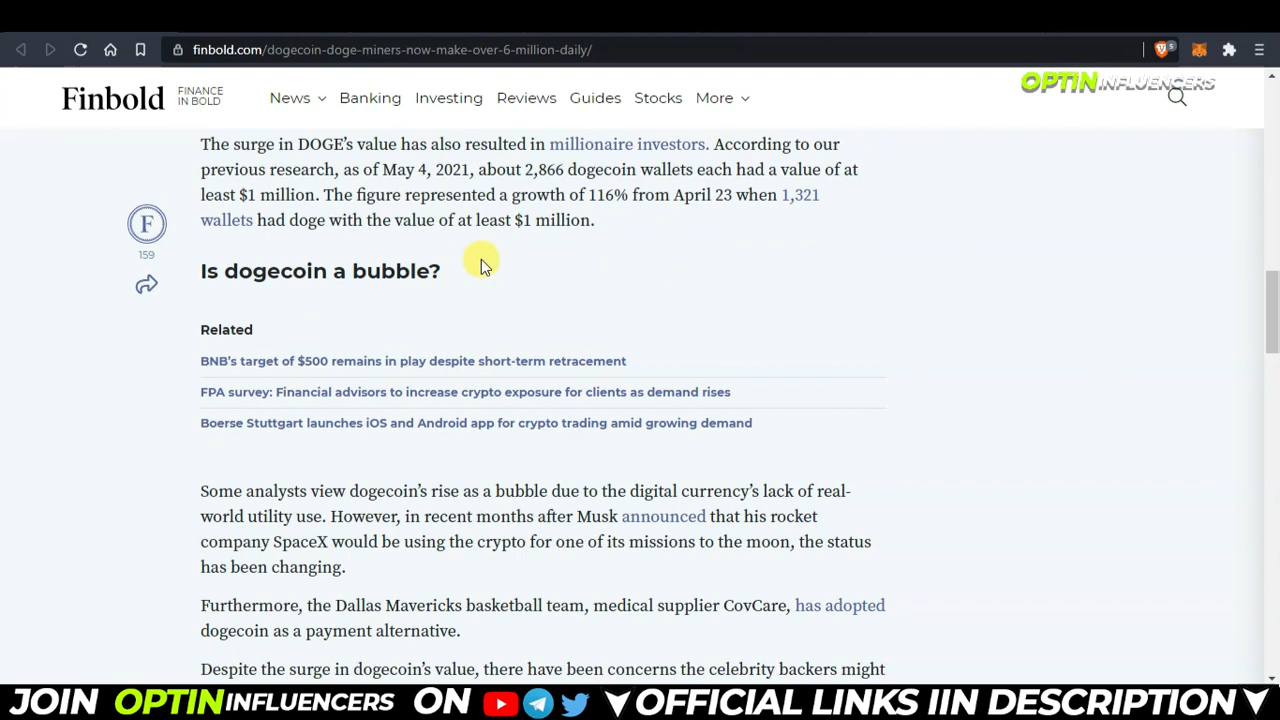 finbold.com/dogecoin-doge-miners-now-make-over-6-million-daily/
5
OPTIN INFLUENCERS
Finbold
FINANCE
IN BOLD
News
Banking
Investing
Reviews
Guides
Stocks
More
The surge in DOGE’s value has also resulted in millionaire investors. According to our
previous research, as of May 4, 2021, about 2,866 dogecoin wallets each had a value of at
least $1 million. The figure represented a growth of 116% from April 23 when 1,321
wallets had doge with the value of at least $1 million.
F
159
Is dogecoin a bubble?
Related
BNB’s target of $500 remains in play despite short-term retracement
FPA survey: Financial advisors to increase crypto exposure for clients as demand rises
Boerse Stuttgart launches iOS and Android app for crypto trading amid growing demand
Some analysts view dogecoin’s rise as a bubble due to the digital currency’s lack of real-
world utility use. However, in recent months after Musk announced that his rocket
company SpaceX would be using the crypto for one of its missions to the moon, the status
has been changing.
Furthermore, the Dallas Mavericks basketball team, medical supplier CovCare, has adopted
dogecoin as a payment alternative.
Despite the surge in dogecoin’s value, there have been concerns the celebrity backers might
JOIN OPTIN INFLUENCERS ON OFFICIAL LINKS IIN DESCRIPTION